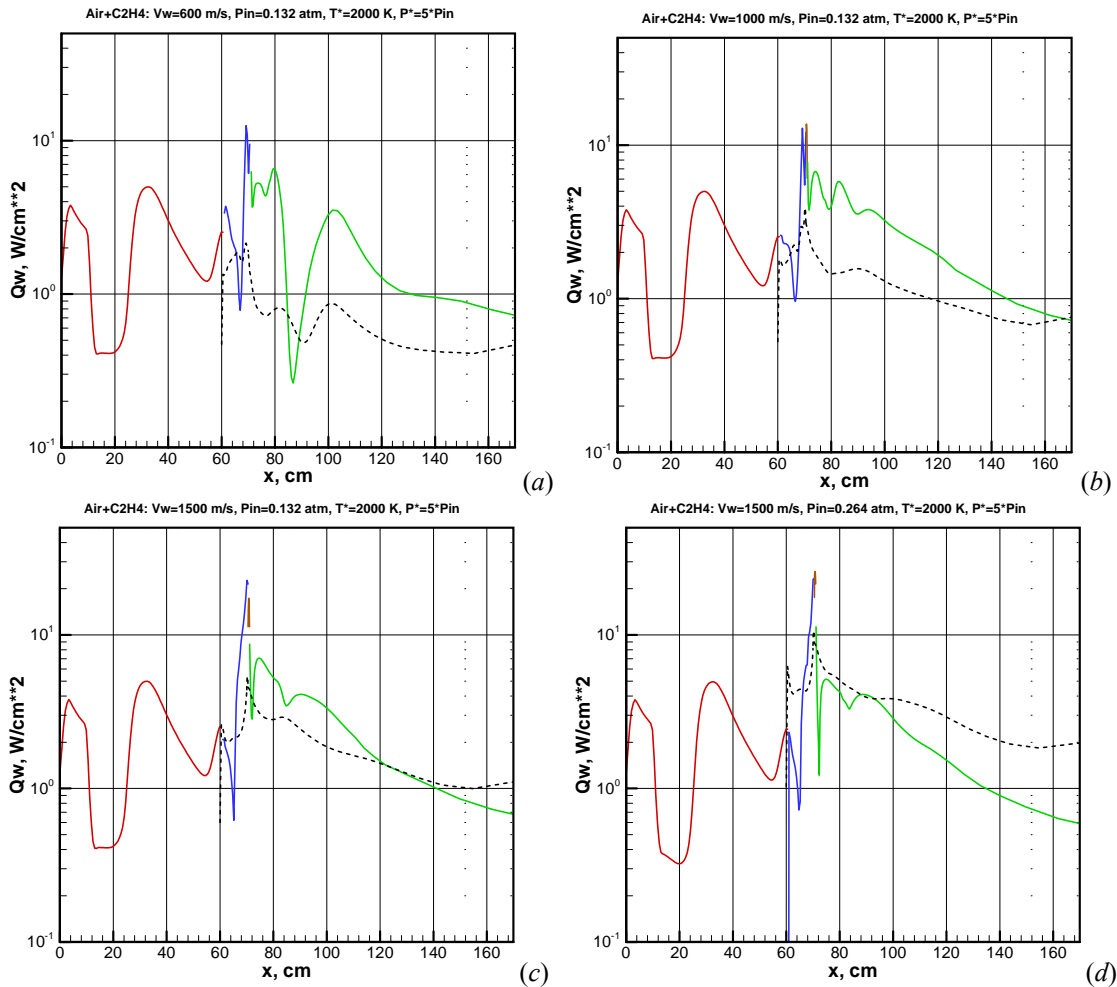 Air+C2H4: Vw=600 m/s, Pin=0.132 atm, T*=2000 K, P*=5*Pin
Qw, W/cm**2
10^1
10^0
10^-1
0 20 40 60 80 100 120 140 160
x, cm
(a)
Air+C2H4: Vw=1000 m/s, Pin=0.132 atm, T*=2000 K, P*=5*Pin
Qw, W/cm**2
10^1
10^0
10^-1
0 20 40 60 80 100 120 140 160
x, cm
(b)
Air+C2H4: Vw=1500 m/s, Pin=0.132 atm, T*=2000 K, P*=5*Pin
Qw, W/cm**2
10^1
10^0
10^-1
0 20 40 60 80 100 120 140 160
x, cm
(c)
Air+C2H4: Vw=1500 m/s, Pin=0.264 atm, T*=2000 K, P*=5*Pin
Qw, W/cm**2
10^1
10^0
10^-1
0 20 40 60 80 100 120 140 160
x, cm
(d)